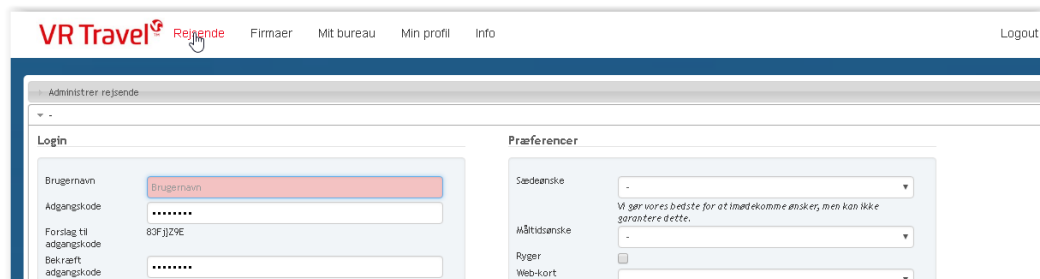 VR Travel Rejsende Firmaer Mit bureau Min profil Info Logout
Administrer rejsende
-
Login
Præferencer
Brugernavn Brugernavn
Adgangskode ••••••••
Forslag til adgangskode 83FjJZ9E
Bekræft adgangskode ••••••••
Sædeønske -
Vi gør vores bedste for at imødekomme ønsker, men kan ikke
garantere dette.
Måltidsønske -
Ryger
Web-kort